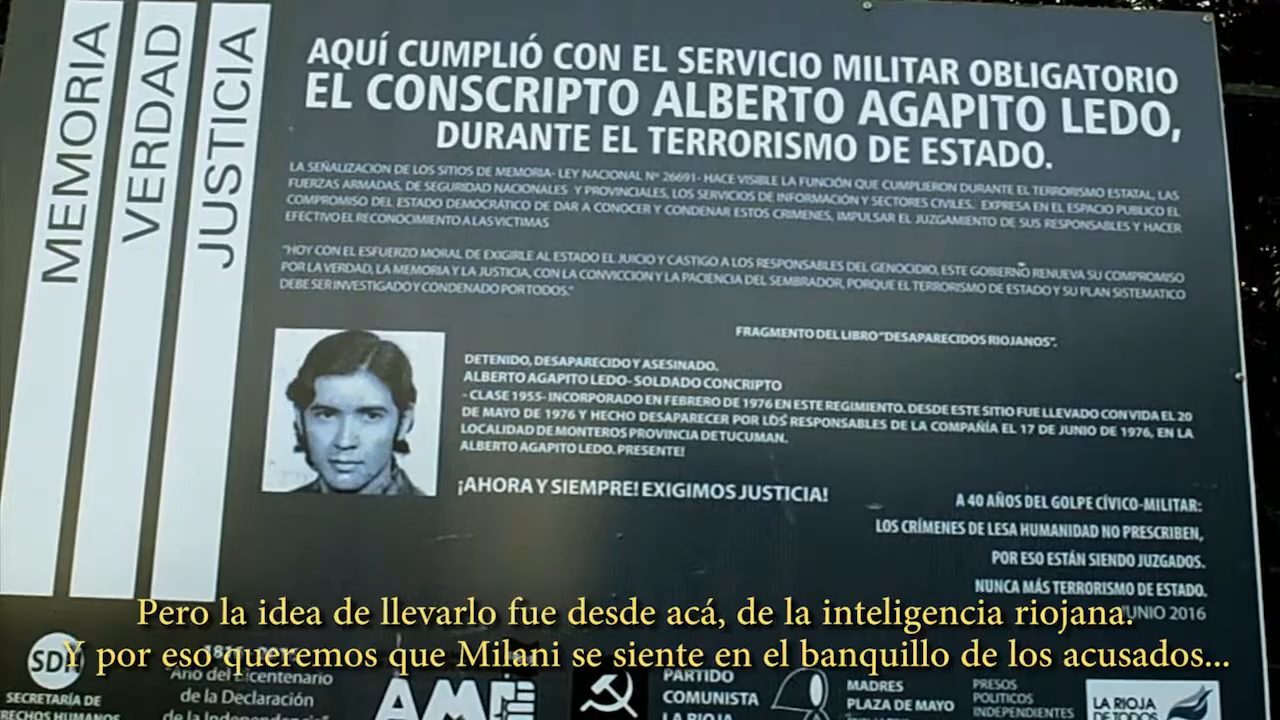 MEMORIA
VERDAD
JUSTICIA
AQUÍ CUMPLIÓ CON EL SERVICIO MILITAR OBLIGATORIO
EL CONSCRIPTO ALBERTO AGAPITO LEDO,
DURANTE EL TERRORISMO DE ESTADO.
LA SEÑALIZACION DE LOS SITIOS DE MEMORIA- LEY NACIONAL Nº 26691- HACE VISIBLE LA FUNCIÓN QUE CUMPLIERON DURANTE EL TERRORISMO ESTATAL, LAS
FUERZAS ARMADAS, DE SEGURIDAD NACIONALES Y PROVINCIALES, LOS SERVICIOS DE INFORMACIÓN Y SECTORES CIVILES. EXPRESA EN EL ESPACIO PUBLICO EL
COMPROMISO DEL ESTADO DEMOCRÁTICO DE DAR A CONOCER Y CONDENAR ESTOS CRIMENES, IMPULSAR EL JUZGAMIENTO DE SUS RESPONSABLES Y HACER
EFECTIVO EL RECONOCIMIENTO A LAS VICTIMAS
"HOY CON EL ESFUERZO MORAL DE EXIGIRLE AL ESTADO EL JUICIO Y CASTIGO A LOS RESPONSABLES DEL GENOCIDIO, ESTE GOBIERNO RENUEVA SU COMPROMISO
POR LA VERDAD, LA MEMORIA Y LA JUSTICIA, CON LA CONVICCION Y LA PACIENCIA DEL SEMBRADOR, PORQUE EL TERRORISMO DE ESTADO Y SU PLAN SISTEMATICO
DEBE SER INVESTIGADO Y CONDENADO POR TODOS."
FRAGMENTO DEL LIBRO "DESAPARECIDOS RIOJANOS".
DETENIDO, DESAPARECIDO Y ASESINADO.
ALBERTO AGAPITO LEDO- SOLDADO CONCRIPTO
- CLASE 1955- INCORPORADO EN FEBRERO DE 1976 EN ESTE REGIMIENTO. DESDE ESTE SITIO FUE LLEVADO CON VIDA EL 20
DE MAYO DE 1976 Y HECHO DESAPARECER POR LOS RESPONSABLES DE LA COMPAÑÍA EL 17 DE JUNIO DE 1976, EN LA
LOCALIDAD DE MONTEROS PROVINCIA DE TUCUMAN.
ALBERTO AGAPITO LEDO. PRESENTE!
¡AHORA Y SIEMPRE! EXIGIMOS JUSTICIA!
A 40 AÑOS DEL GOLPE CÍVICO-MILITAR:
LOS CRÍMENES DE LESA HUMANIDAD NO PRESCRIBEN,
POR ESO ESTÁN SIENDO JUZGADOS.
NUNCA MÁS TERRORISMO DE ESTADO.
JUNIO 2016
Pero la idea de llevarlo fue desde acá, de la inteligencia riojana.
Y por eso queremos que Milani se siente en el banquillo de los acusados...
SECRETARÍA DE
de la Declaración
PARTIDO
COMUNISTA
LA RIOJA
MADRES
PLAZA DE MAYO
PRESOS
POLITICOS
INDEPENDIENTES
LA RIOJA